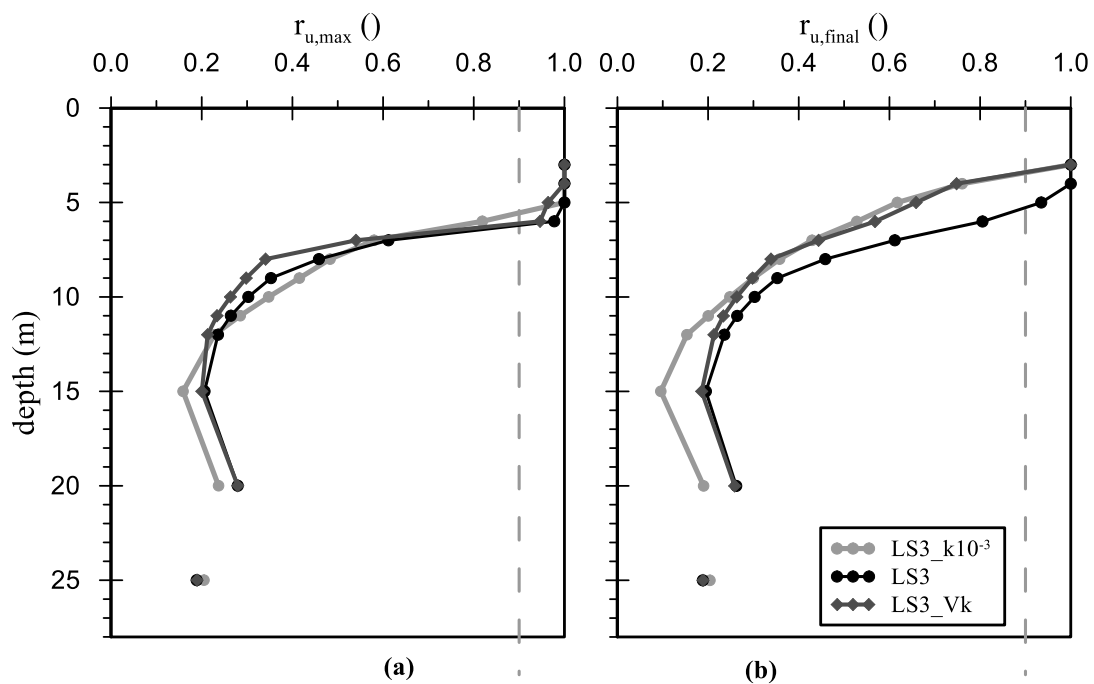 r_u,max () r_u,final ()
0.0 0.2 0.4 0.6 0.8 1.0 0.0 0.2 0.4 0.6 0.8 1.0
0
5
10
15
20
25
depth (m)
LS3_k10⁻³
LS3
LS3_Vk
(a) (b)